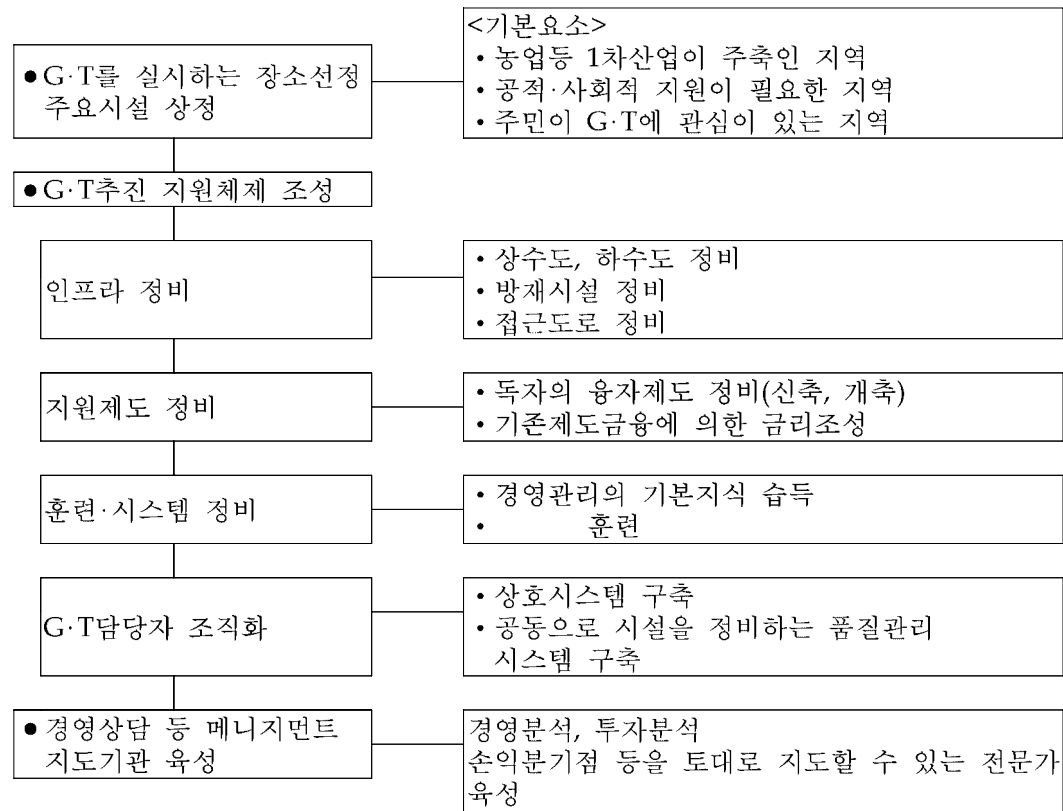 ● G·T를 실시하는 장소선정
주요시설 상정
<기본요소>
• 농업등 1차산업이 주축인 지역
• 공적·사회적 지원이 필요한 지역
• 주민이 G·T에 관심이 있는 지역
● G·T추진 지원체제 조성
인프라 정비
• 상수도, 하수도 정비
• 방재시설 정비
• 접근도로 정비
지원제도 정비
• 독자의 융자제도 정비(신축, 개축)
• 기존제도금융에 의한 금리조성
훈련·시스템 정비
• 경영관리의 기본지식 습득
• 훈련
G·T담당자 조직화
• 상호시스템 구축
• 공동으로 시설을 정비하는 품질관리
시스템 구축
● 경영상담 등 메니지먼트
지도기관 육성
경영분석, 투자분석
손익분기점 등을 토대로 지도할 수 있는 전문가
육성